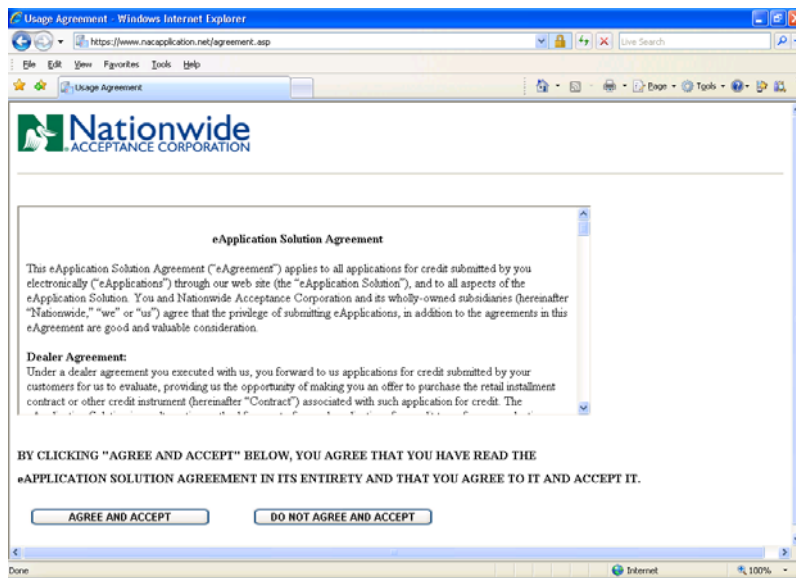 Usage Agreement - Windows Internet Explorer
https://www.nacapplication.net/agreement.asp
Live Search
File Edit View Favorites Tools Help
Usage Agreement
Page Tools
Nationwide
ACCEPTANCE CORPORATION
eApplication Solution Agreement
This eApplication Solution Agreement ("eAgreement") applies to all applications for credit submitted by you
electronically ("eApplications") through our web site (the "eApplication Solution"), and to all aspects of the
eApplication Solution. You and Nationwide Acceptance Corporation and its wholly-owned subsidiaries (hereinafter
"Nationwide," "we" or "us") agree that the privilege of submitting eApplications, in addition to the agreements in this
eAgreement are good and valuable consideration.
Dealer Agreement:
Under a dealer agreement you executed with us, you forward to us applications for credit submitted by your
customers for us to evaluate, providing us the opportunity of making you an offer to purchase the retail installment
contract or other credit instrument (hereinafter "Contract") associated with such application for credit. The
BY CLICKING "AGREE AND ACCEPT" BELOW, YOU AGREE THAT YOU HAVE READ THE
eAPPLICATION SOLUTION AGREEMENT IN ITS ENTIRETY AND THAT YOU AGREE TO IT AND ACCEPT IT.
AGREE AND ACCEPT DO NOT AGREE AND ACCEPT
Done Internet 100%